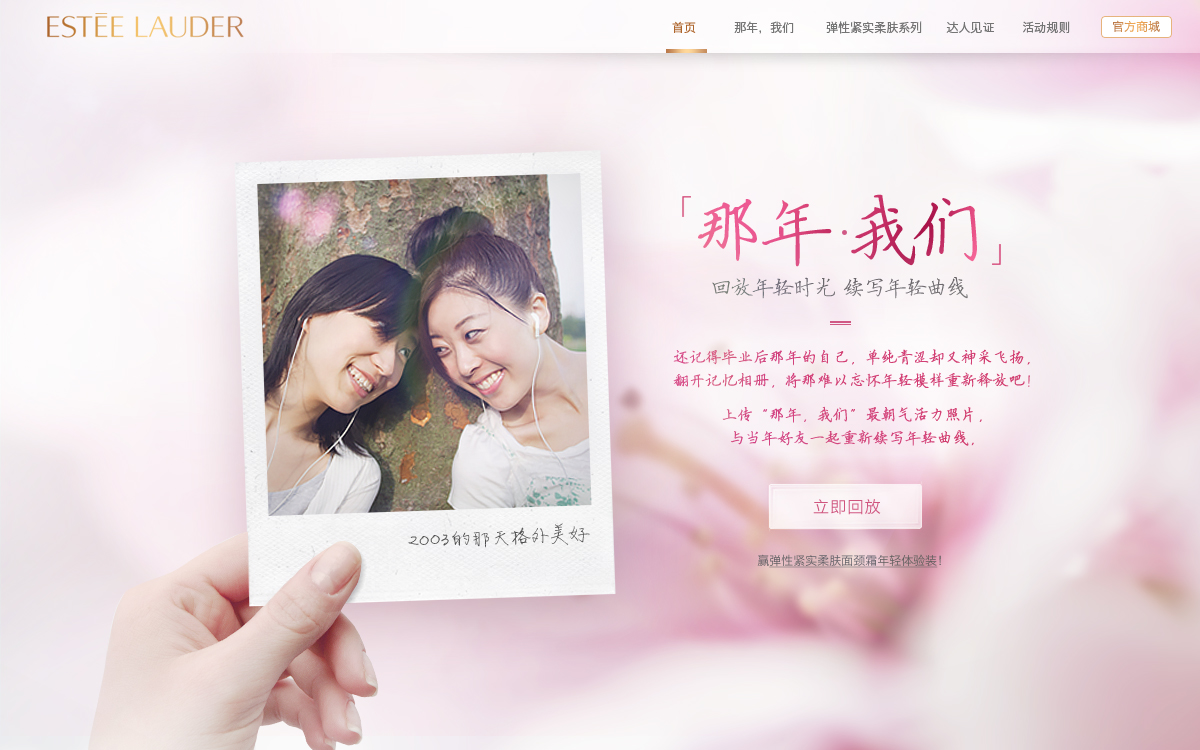 ESTĒE LAUDER
首页
那年，我们
弹性紧实柔肤系列
达人见证
活动规则
官方商城
「那年·我们」
回放年轻时光 续写年轻曲线
还记得毕业后那年的自己，单纯青涩却又神采飞扬，
翻开记忆相册，将那难以忘怀年轻模样重新释放吧！
上传“那年，我们”最朝气活力照片，
与当年好友一起重新续写年轻曲线，
立即回放
赢弹性紧实柔肤面颈霜年轻体验装！
2003的那天格外美好